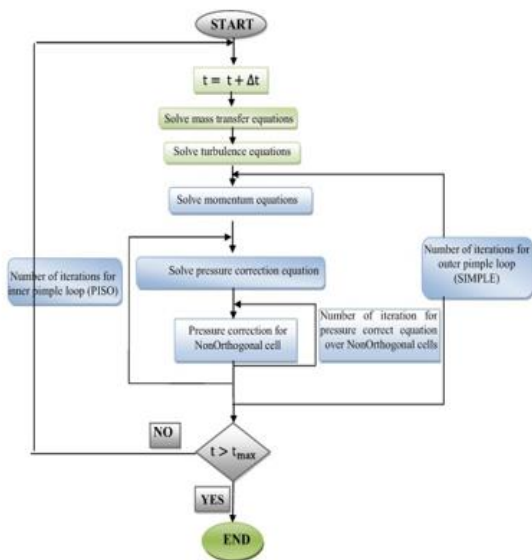 START
t = t + Δt
Solve mass transfer equations
Solve turbulence equations
Solve momentum equations
Number of iterations for
inner pimple loop (PISO)
Solve pressure correction equation
Number of iterations for
outer pimple loop
(SIMPLE)
Pressure correction for
NonOrthogonal cell
Number of iteration for
pressure correct equation
over NonOrthogonal cells
NO
t > tmax
YES
END